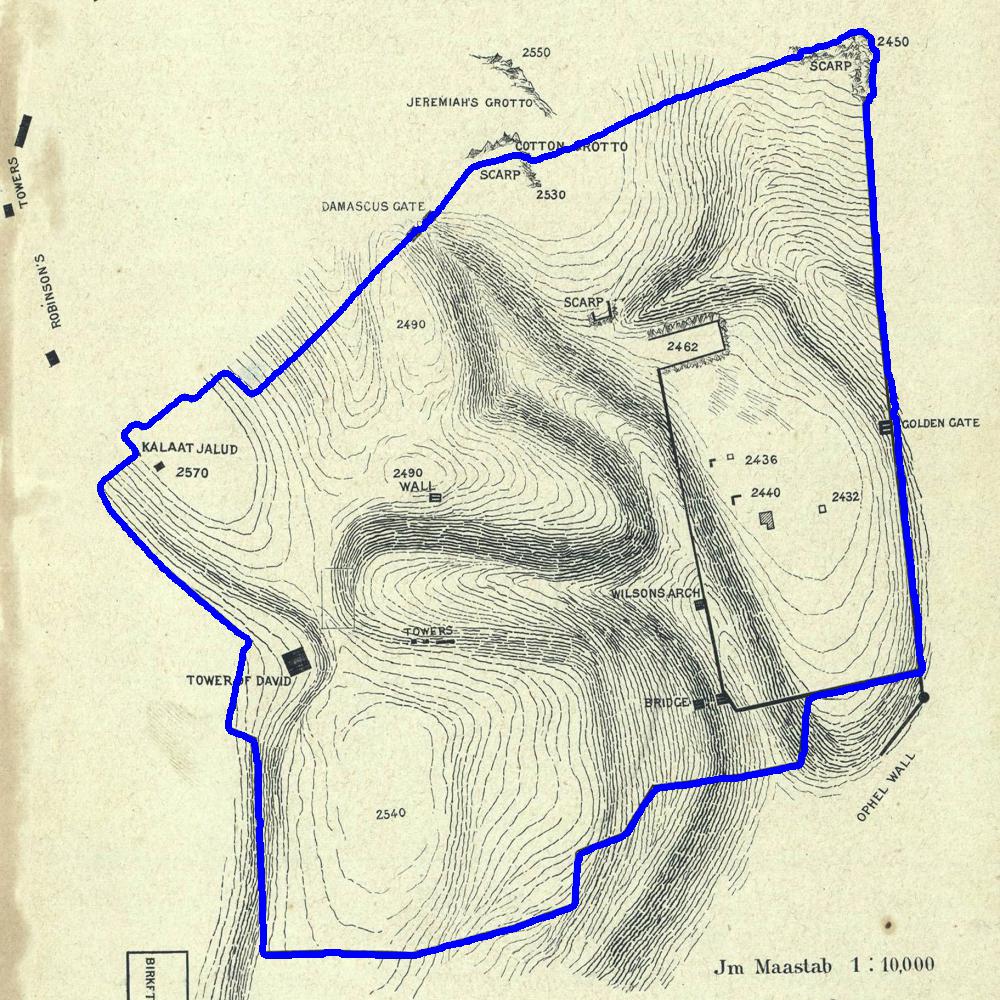 2550
2450
SCARP
JEREMIAH'S GROTTO
COTTON GROTTO
SCARP
2530
TOWERS
DAMASCUS GATE
ROBINSON'S
SCARP
2490
2462
GOLDEN GATE
KALAAT JALUD
2570
2490
WALL
2436
2440
2432
WILSONS ARCH
TOWERS
TOWER OF DAVID
BRIDGE
OPHEL WALL
2540
BIRKET
Jm Maastab 1:10,000